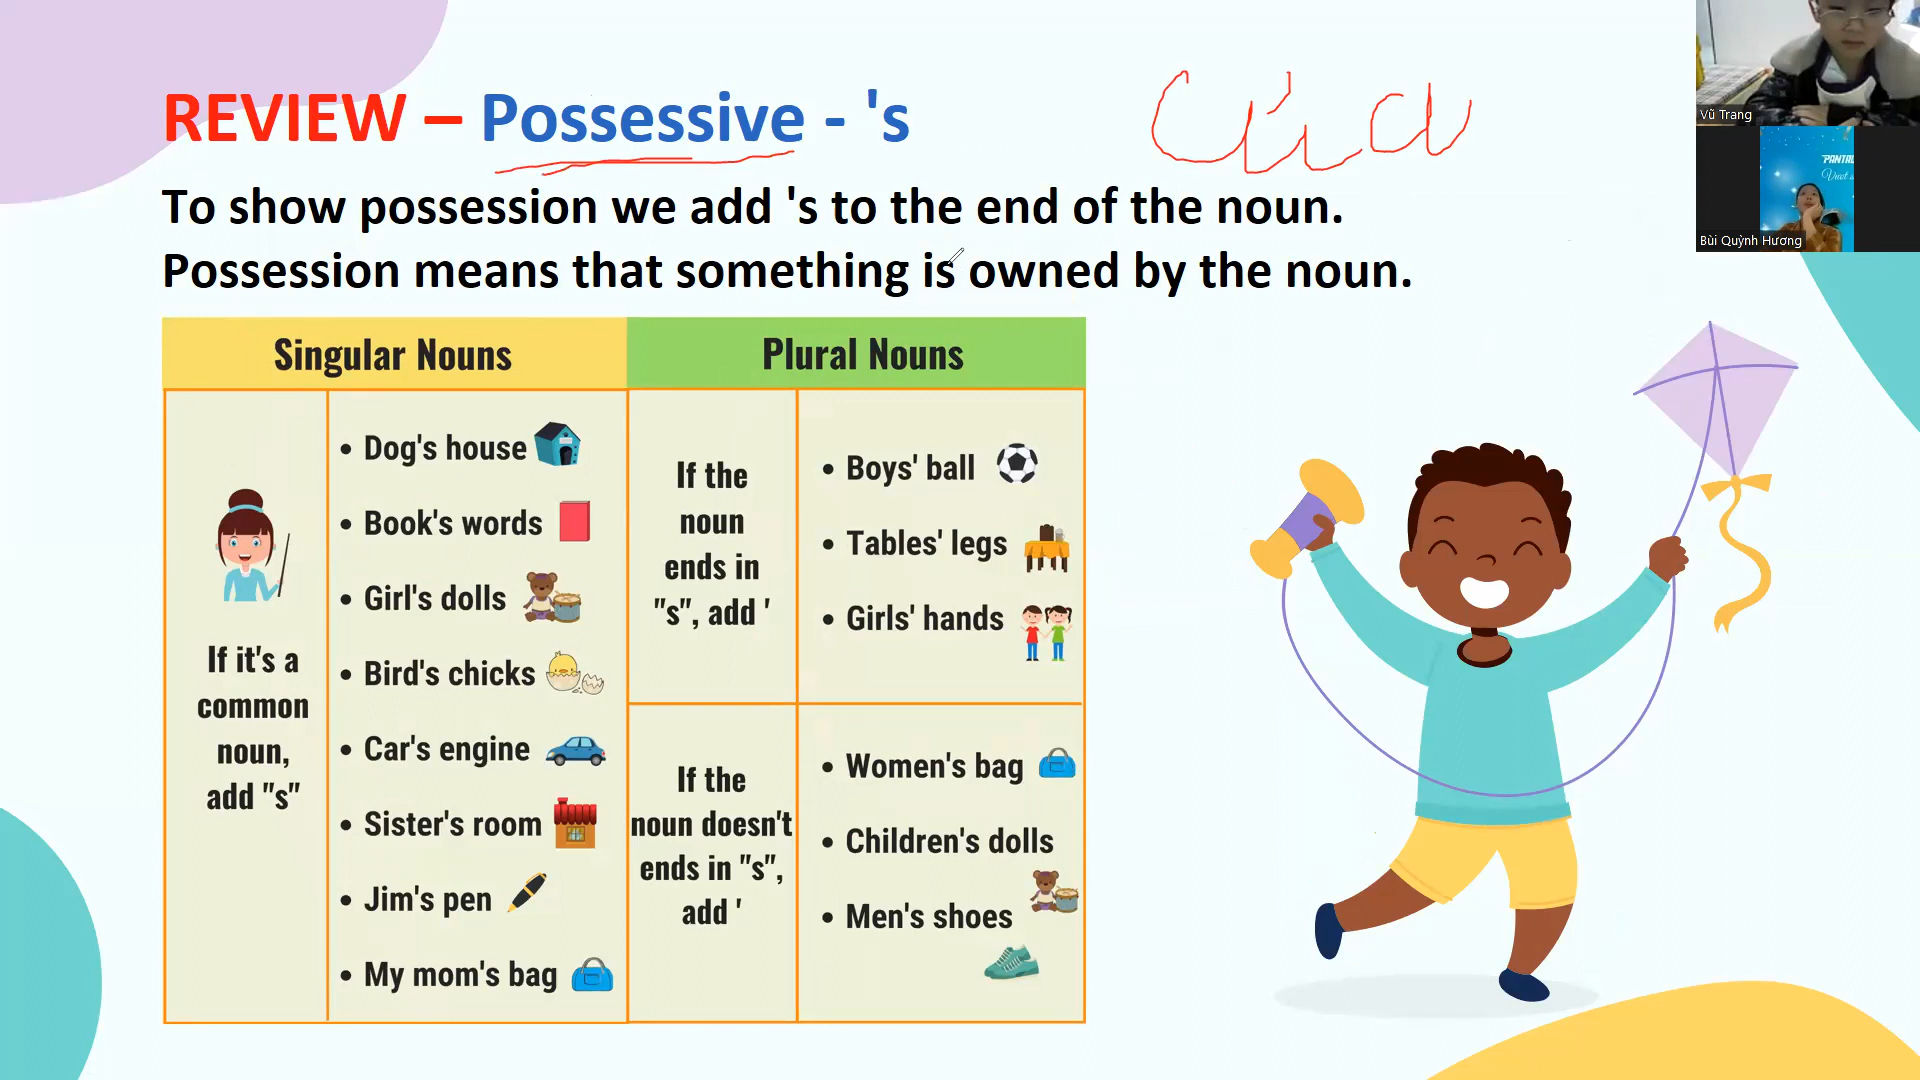 REVIEW – Possessive - 's
Của
To show possession we add 's to the end of the noun.
Possession means that something is owned by the noun.
Singular Nouns
Plural Nouns
If it's a
common
noun,
add "s"
• Dog's house
• Book's words
• Girl's dolls
• Bird's chicks
• Car's engine
• Sister's room
• Jim's pen
• My mom's bag
If the
noun
ends in
"s", add '
• Boys' ball
• Tables' legs
• Girls' hands
If the
noun doesn't
ends in "s",
add '
• Women's bag
• Children's dolls
• Men's shoes
Vũ Trang
Bùi Quỳnh Hương